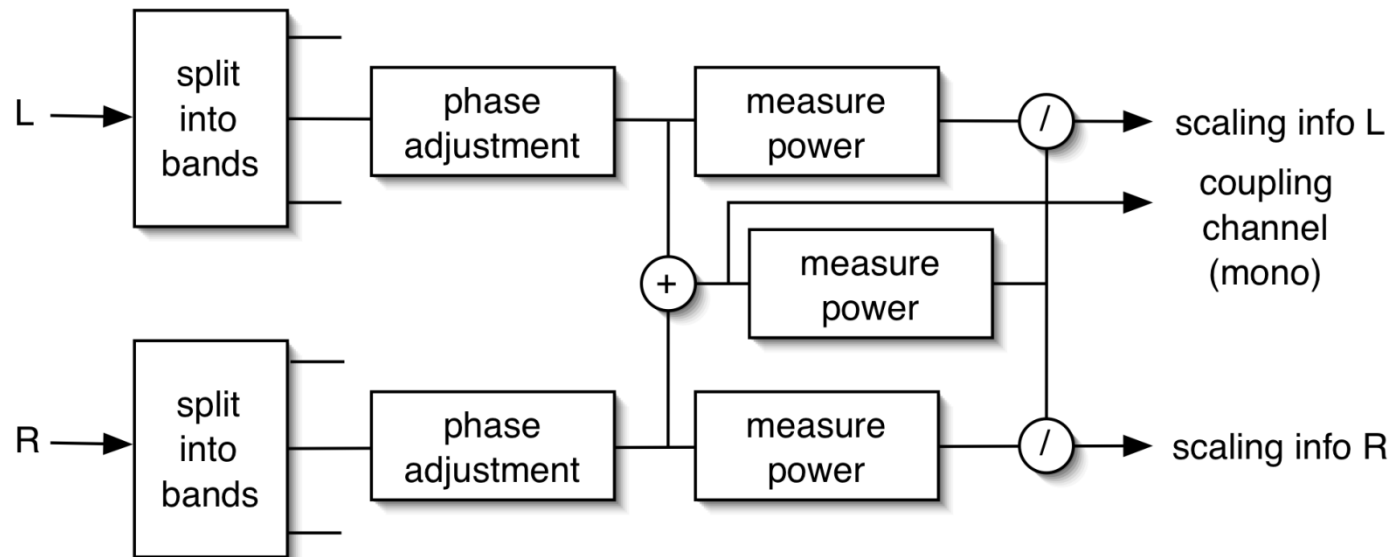 L
split
into
bands
phase
adjustment
measure
power
/
scaling info L
coupling
channel
(mono)
+
measure
power
R
split
into
bands
phase
adjustment
measure
power
/
scaling info R